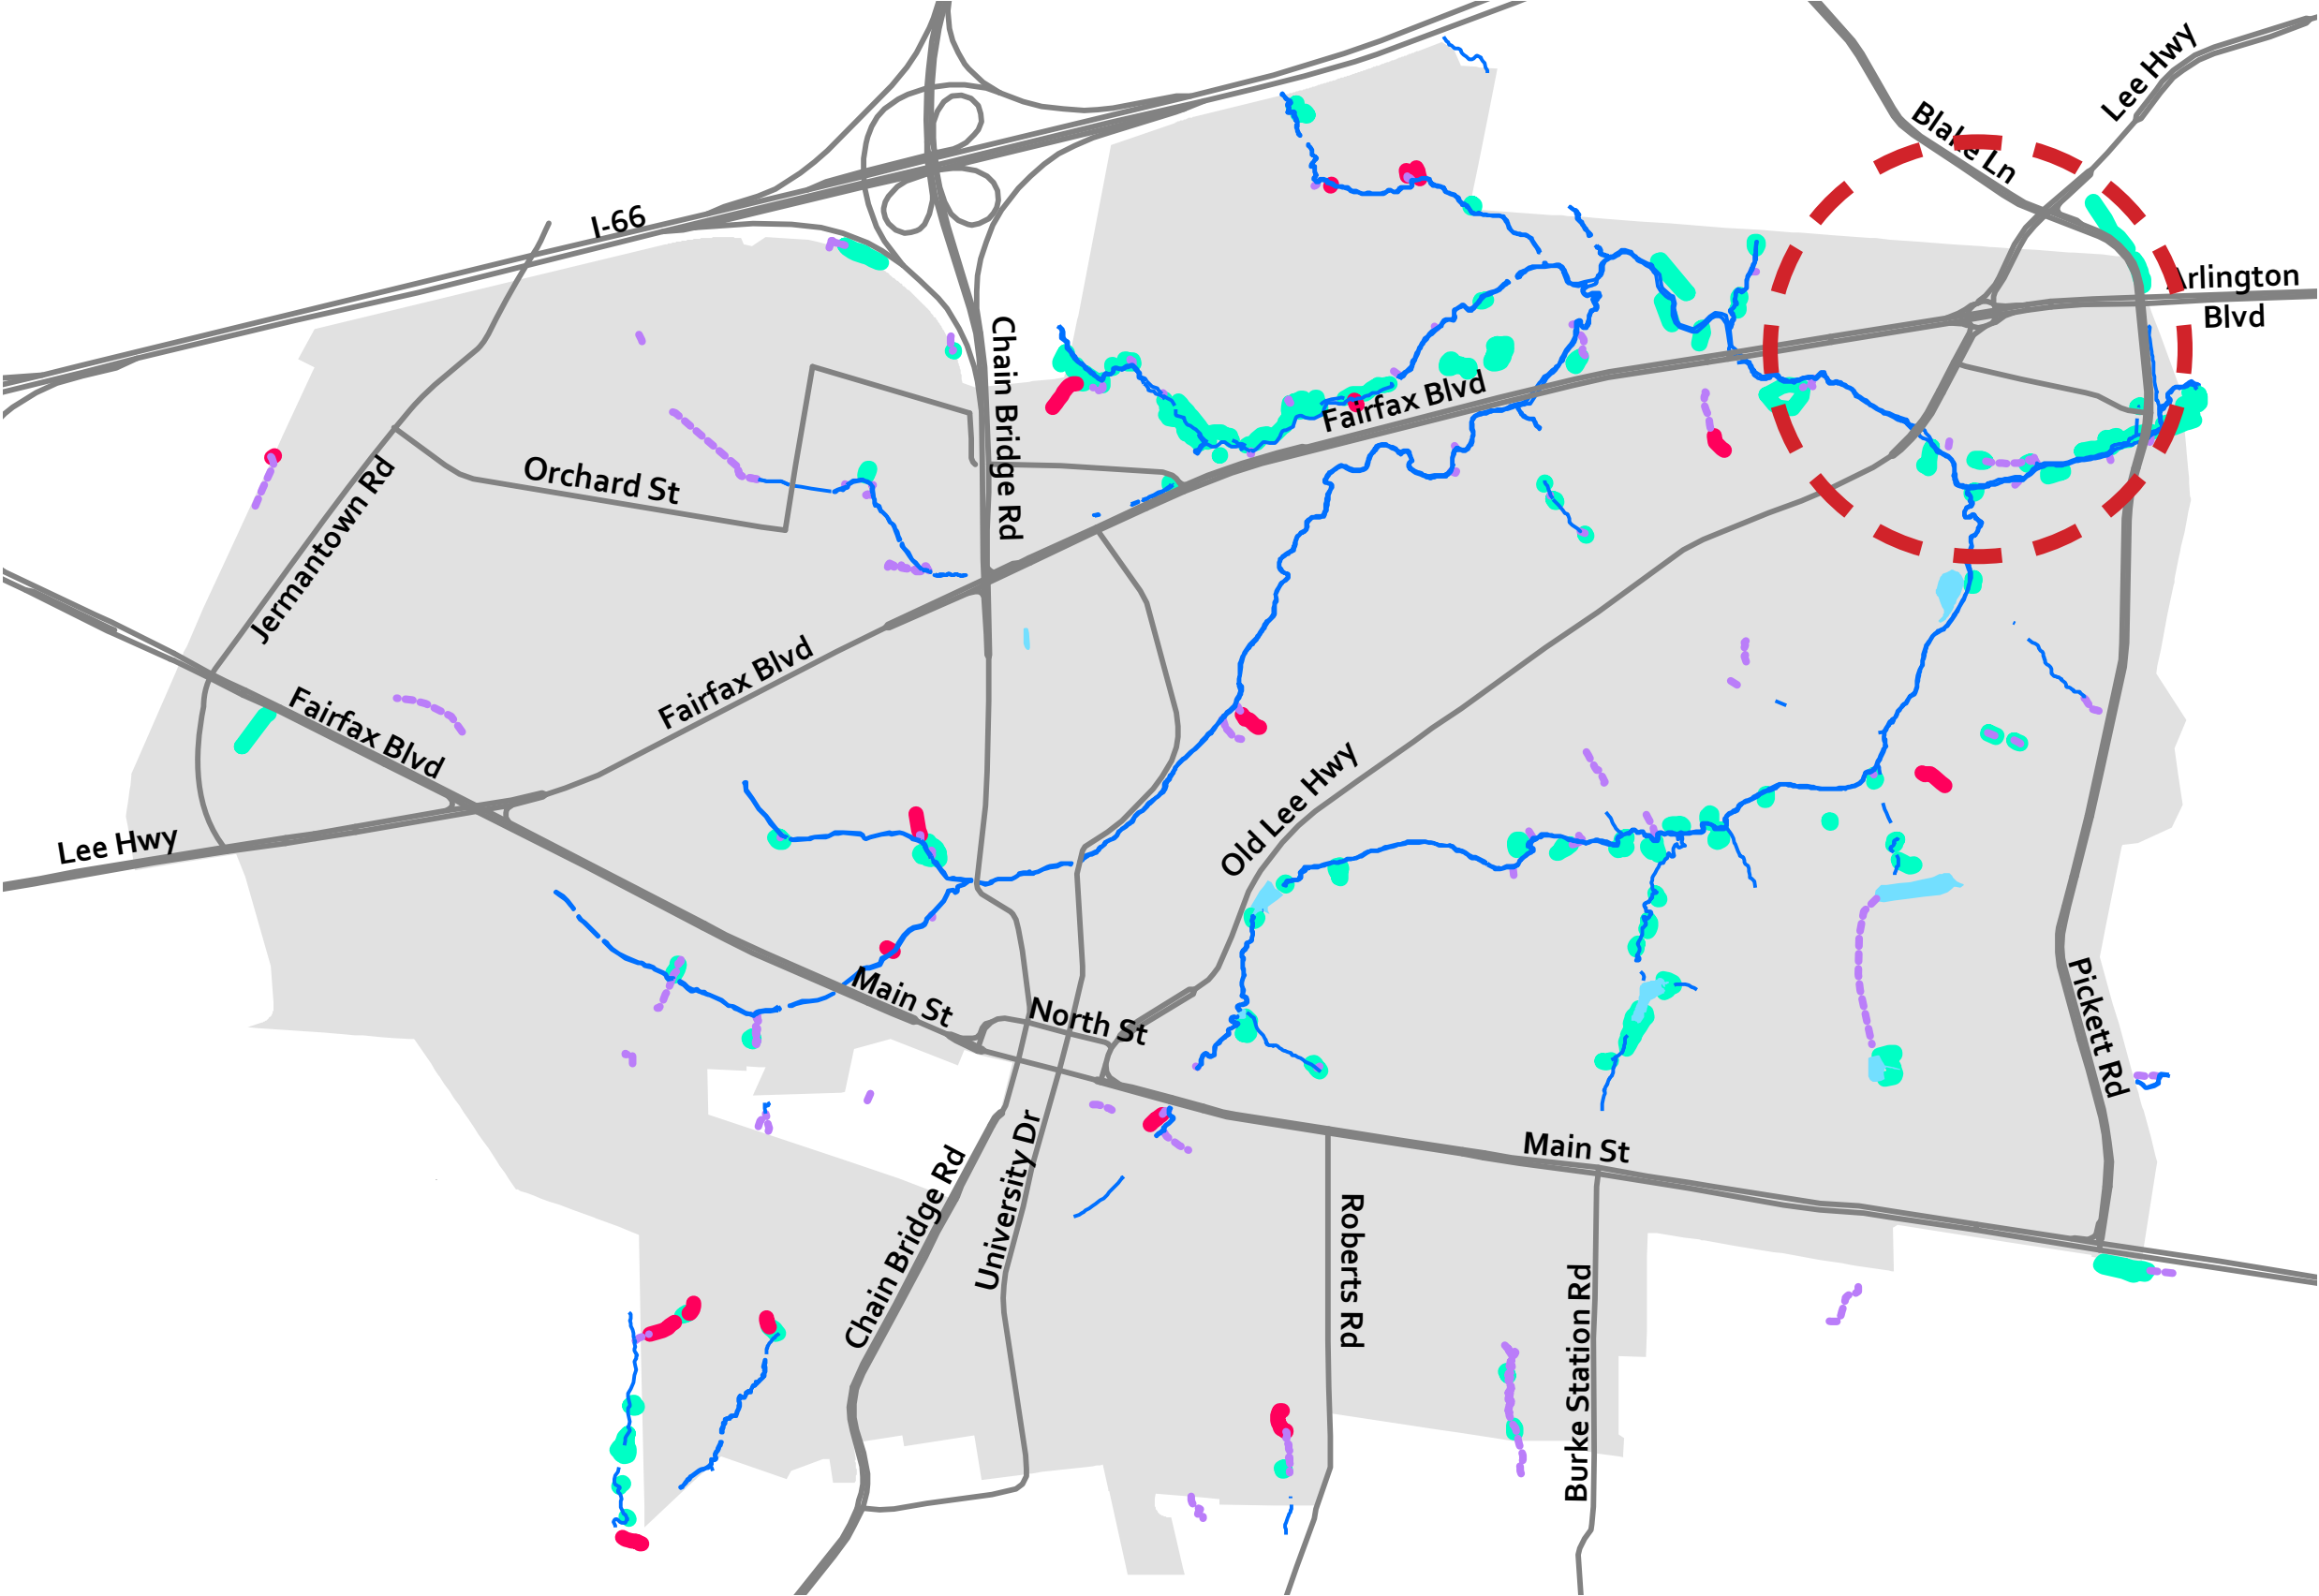 Lee Hwy
Blake Ln
I-66
Arlington
Blvd
Chain Bridge Rd
Fairfax Blvd
Orchard St
Jermantown Rd
Fairfax Blvd
Fairfax Blvd
Old Lee Hwy
Lee Hwy
Main St
North St
Pickett Rd
Main St
University Dr
Chain Bridge Rd
Roberts Rd
Burke Station Rd